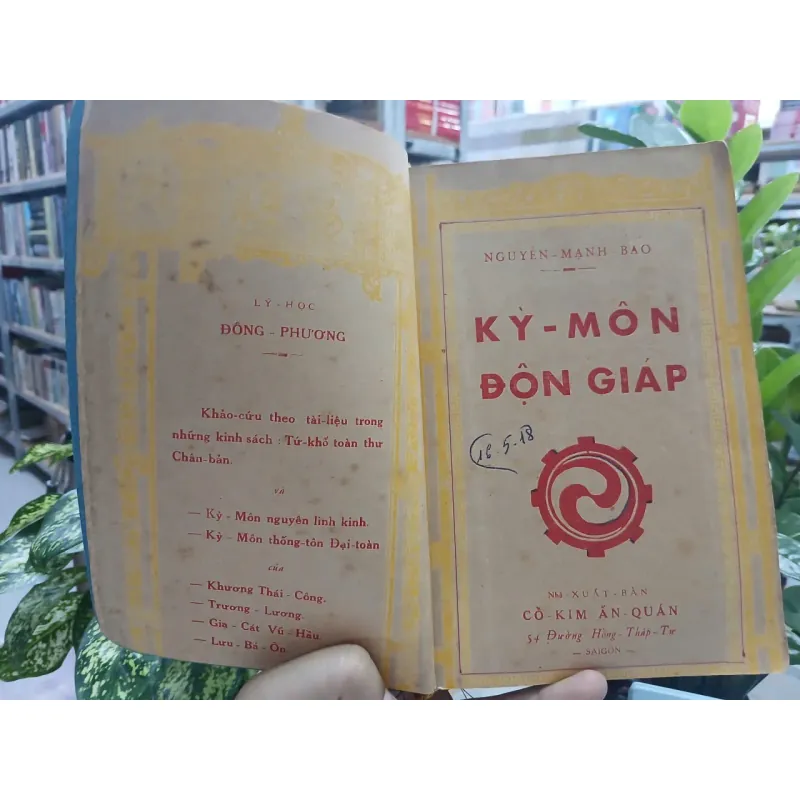 LÝ - HỌC
ĐÔNG - PHƯƠNG
Khảo-cứu theo tài-liệu trong
những kinh sách : Tứ-khố toàn thư
Chân-bản.
và
— Kỳ - Môn nguyên linh kinh.
— Kỳ - Môn thống-tôn Đại-toàn
của
— Khương Thái - Công.
— Trương - Lương.
— Gia - Cát Vũ - Hầu
— Lưu - Bá - Ôn
NGUYỄN - MẠNH BẢO
KỲ - MÔN
ĐỘN GIÁP
16.5.18
Nhà XUẤT - BẢN
CỔ - KIM ẤN - QUÁN
54 Đường Hồng - Thập - Tự
— SAIGON —